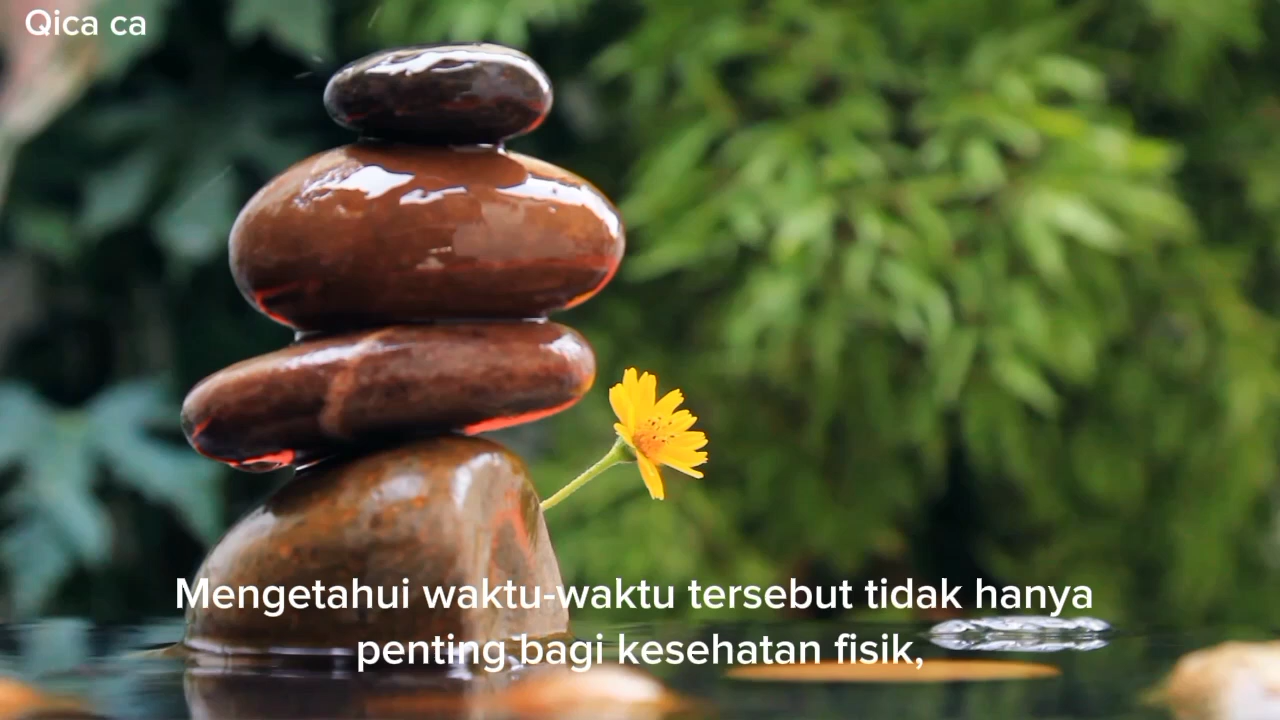 Qica ca
Mengetahui waktu-waktu tersebut tidak hanya
penting bagi kesehatan fisik,